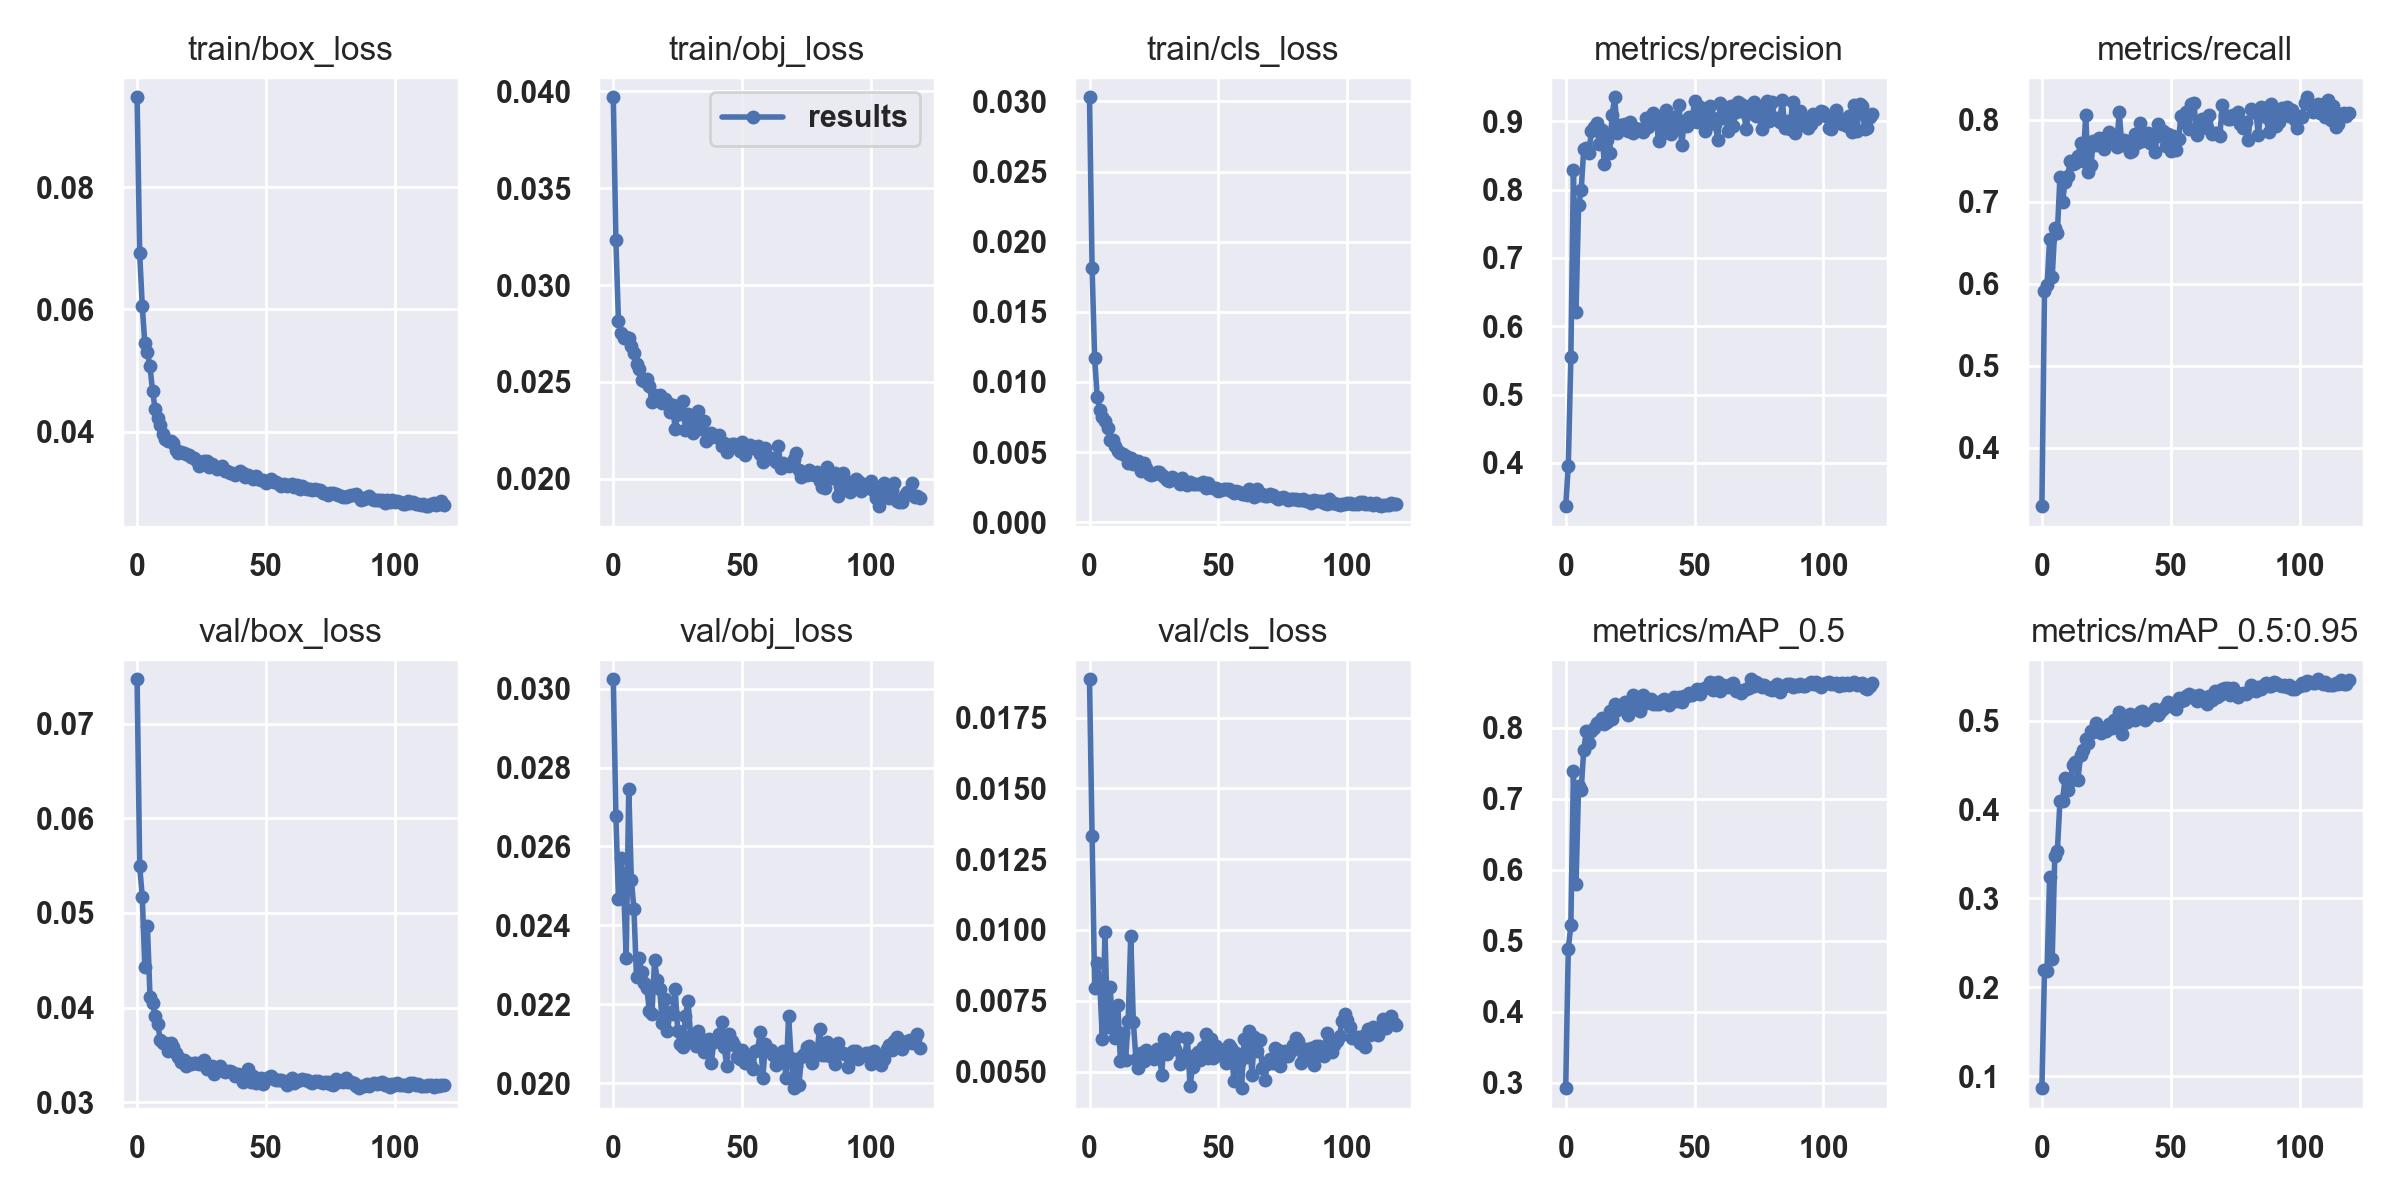 train/box_loss
train/obj_loss
train/cls_loss
metrics/precision
metrics/recall
0.08
0.06
0.04
0 50 100
0.040
0.035
0.030
0.025
0.020
results
0 50 100
0.030
0.025
0.020
0.015
0.010
0.005
0.000
0 50 100
0.9
0.8
0.7
0.6
0.5
0.4
0 50 100
0.8
0.7
0.6
0.5
0.4
0 50 100
val/box_loss
val/obj_loss
val/cls_loss
metrics/mAP_0.5
metrics/mAP_0.5:0.95
0.07
0.06
0.05
0.04
0.03
0 50 100
0.030
0.028
0.026
0.024
0.022
0.020
0 50 100
0.0175
0.0150
0.0125
0.0100
0.0075
0.0050
0 50 100
0.8
0.7
0.6
0.5
0.4
0.3
0 50 100
0.5
0.4
0.3
0.2
0.1
0 50 100